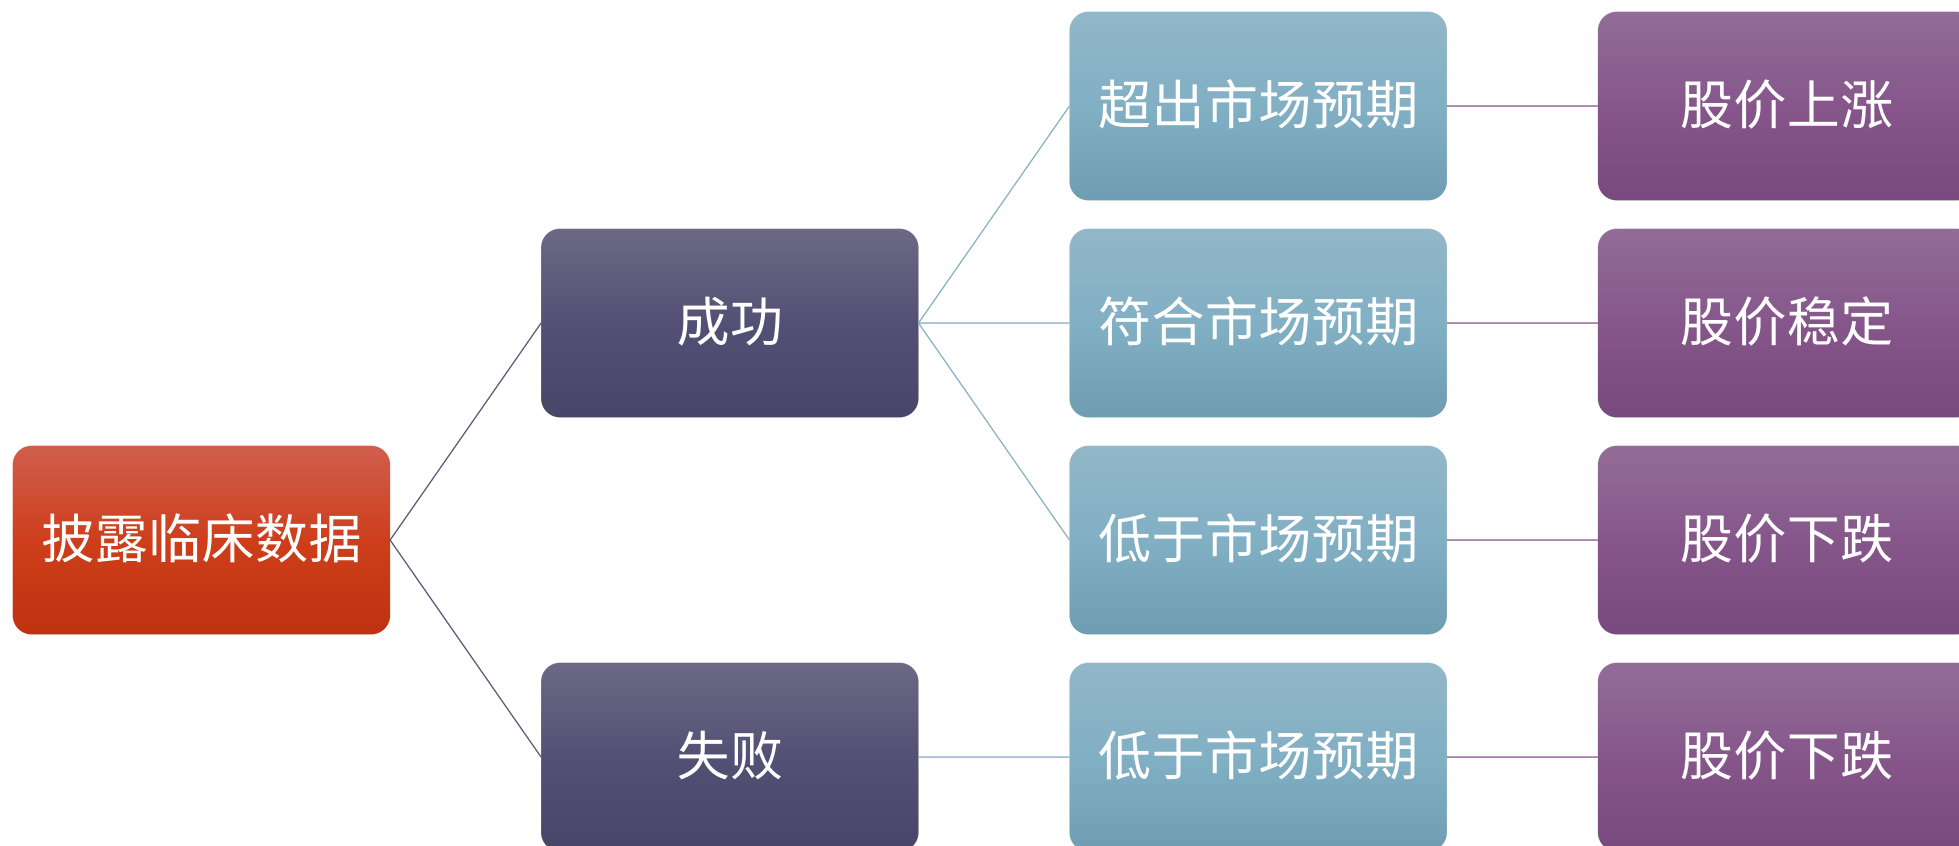 超出市场预期
股价上涨
成功
符合市场预期
股价稳定
披露临床数据
低于市场预期
股价下跌
失败
低于市场预期
股价下跌